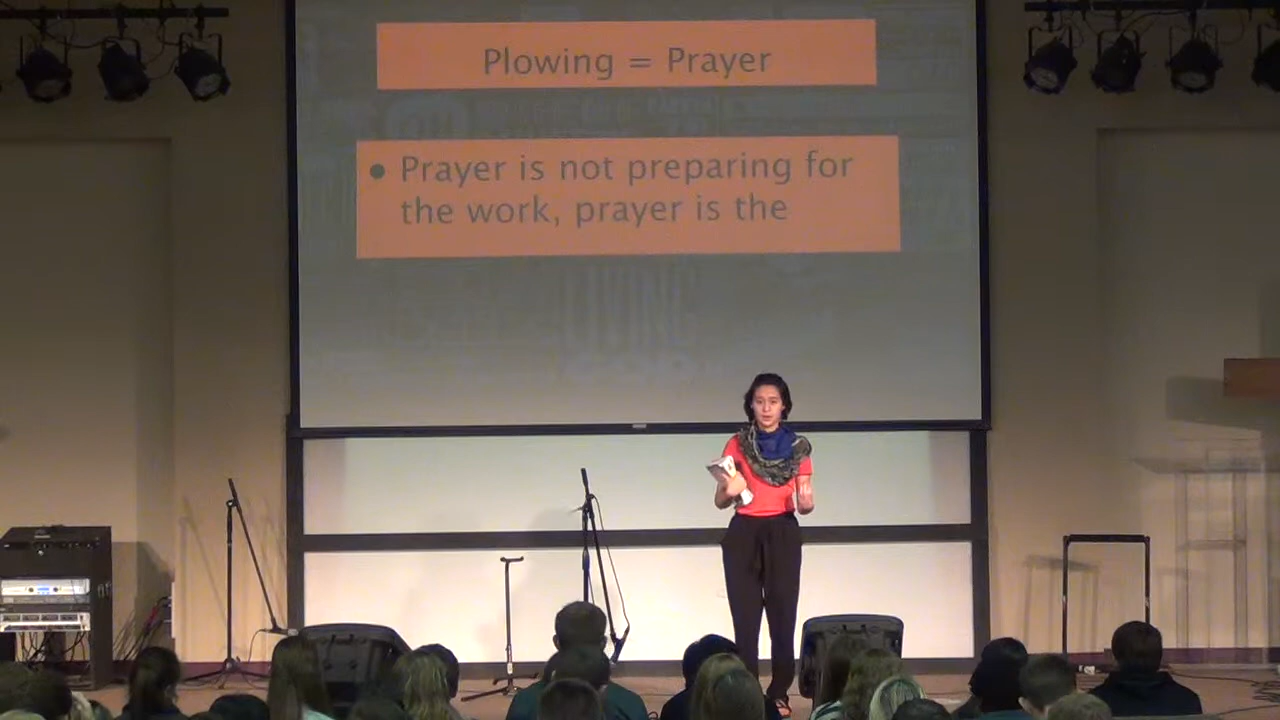 Plowing = Prayer
• Prayer is not preparing for
the work, prayer is the